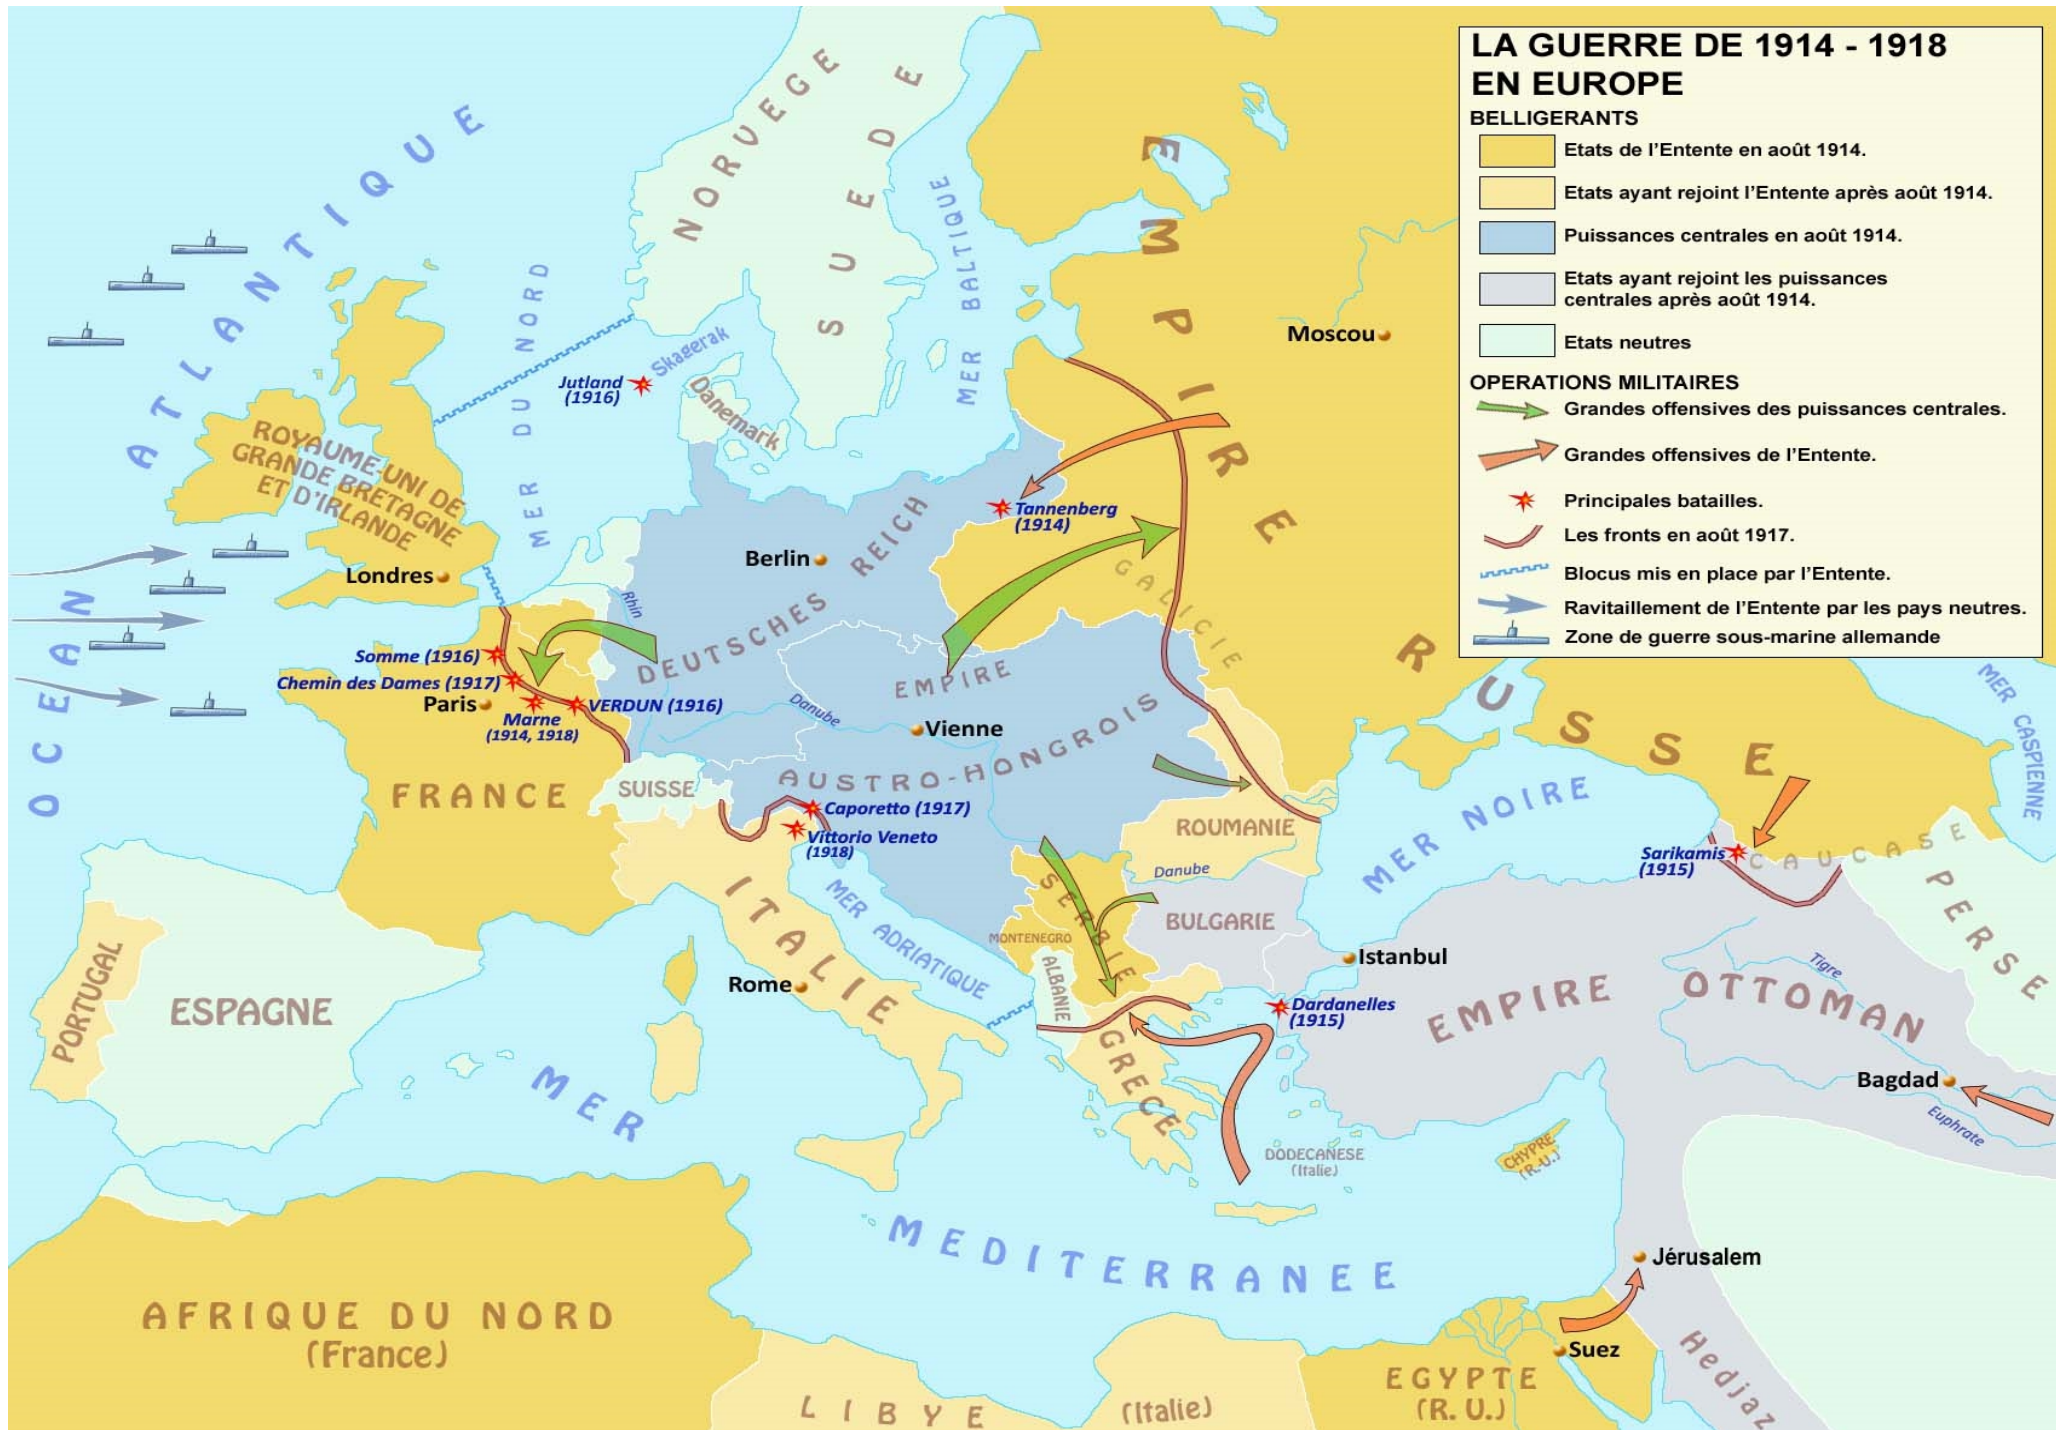 LA GUERRE DE 1914 - 1918
EN EUROPE
BELLIGERANTS
Etats de l'Entente en août 1914.
Etats ayant rejoint l'Entente après août 1914.
Puissances centrales en août 1914.
Etats ayant rejoint les puissances
centrales après août 1914.
Etats neutres
OPERATIONS MILITAIRES
Grandes offensives des puissances centrales.
Grandes offensives de l'Entente.
Principales batailles.
Les fronts en août 1917.
Blocus mis en place par l'Entente.
Ravitaillement de l'Entente par les pays neutres.
Zone de guerre sous-marine allemande
OCEAN ATLANTIQUE
NORVEGE
SUEDE
MER BALTIQUE
MER DU NORD
Skagerak
Jutland
(1916)
Danemark
EMPIRE RUSSE
Moscou
ROYAUME-UNI DE
GRANDE BRETAGNE
ET D'IRLANDE
Londres
Tannenberg
(1914)
Berlin
DEUTSCHES REICH
Rhin
GALICIE
Somme (1916)
Chemin des Dames (1917)
Paris
Marne
(1914, 1918)
VERDUN (1916)
EMPIRE
AUSTRO-HONGROIS
Danube
Vienne
FRANCE
SUISSE
Caporetto (1917)
Vittorio Veneto
(1918)
ROUMANIE
Danube
MER NOIRE
MER CASPIENNE
Sarikamis
(1915)
CAUCASE
PERSE
ITALIE
MER ADRIATIQUE
SERBIE
MONTENEGRO
ALBANIE
BULGARIE
Istanbul
Rome
PORTUGAL
ESPAGNE
Dardanelles
(1915)
EMPIRE OTTOMAN
Tigre
Bagdad
Euphrate
GRECE
DODECANESE
(Italie)
CHYPRE
(R.-U.)
MER MEDITERRANEE
Jérusalem
Suez
AFRIQUE DU NORD
(France)
LIBYE (Italie)
EGYPTE
(R. U.)
Hedjaz